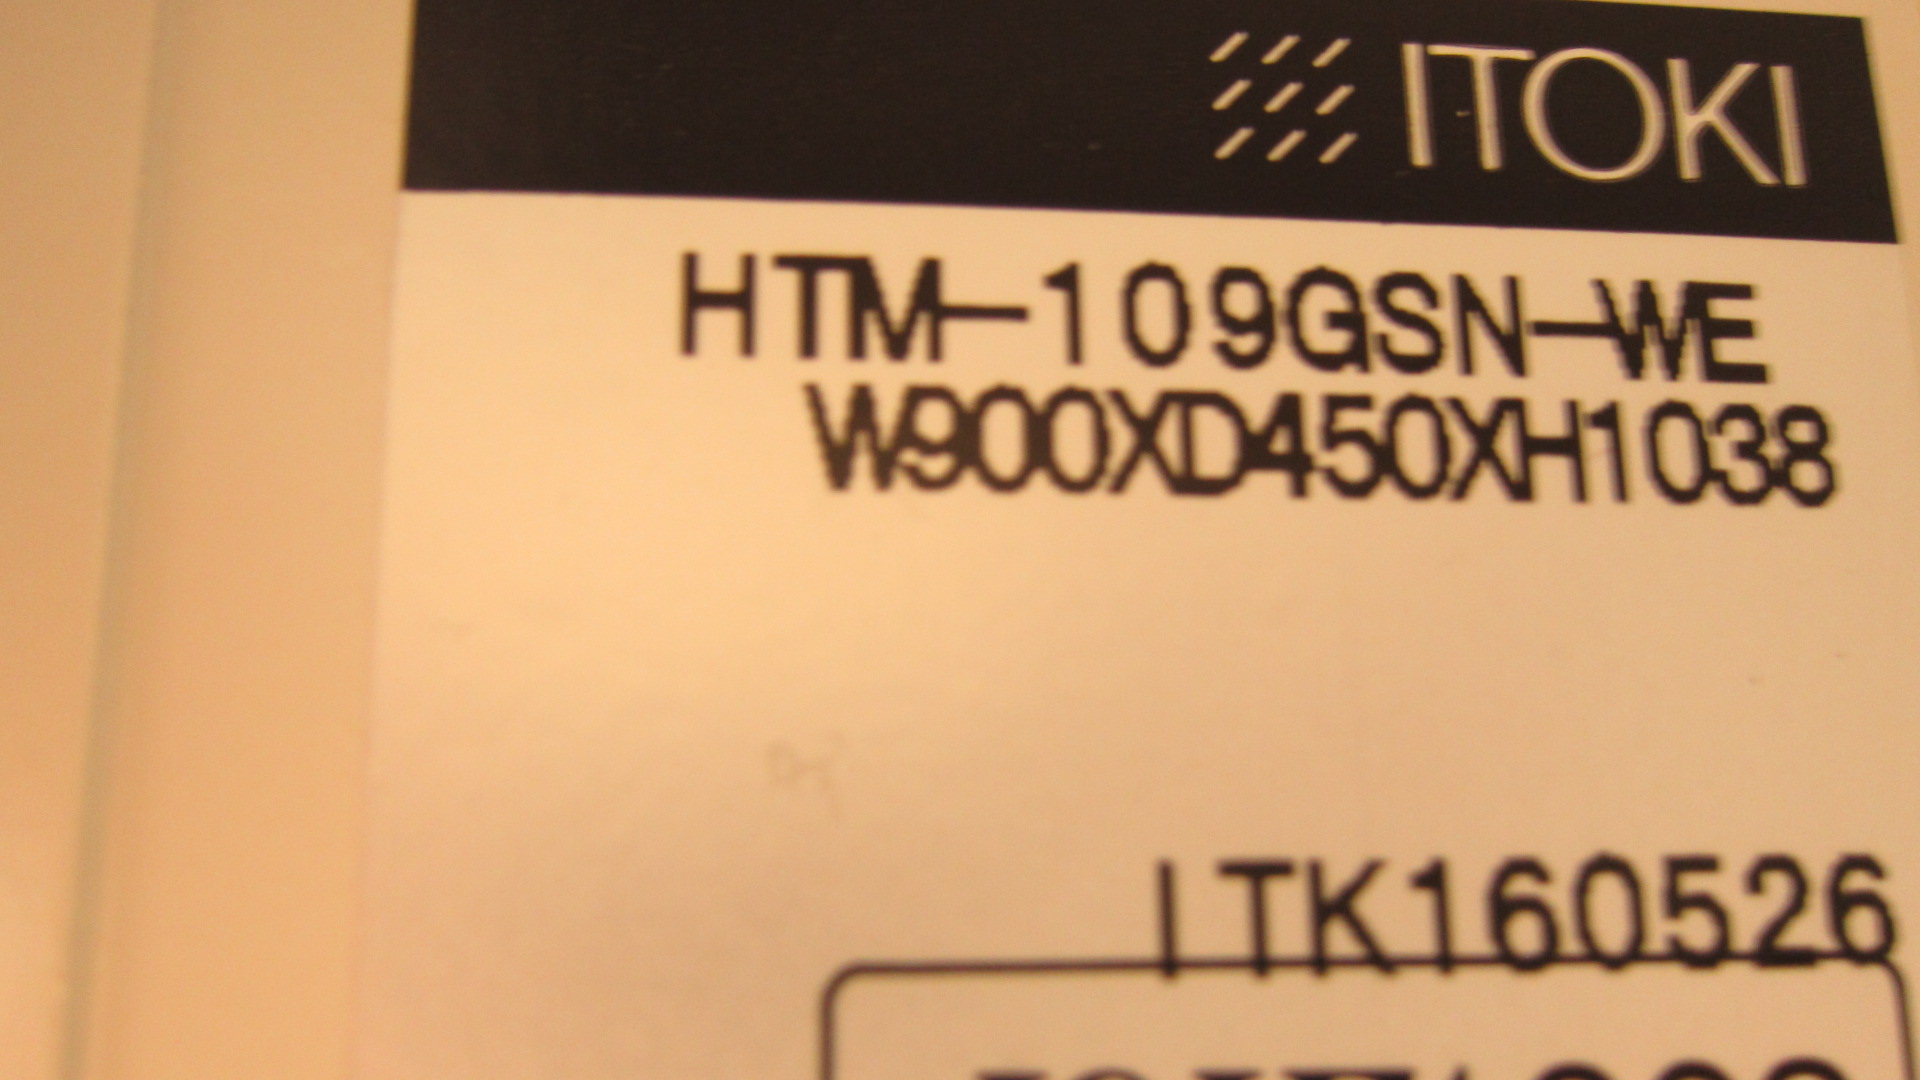 ITOKI
HTM-109GSN-WE
W900XD450XH1038
ITK160526